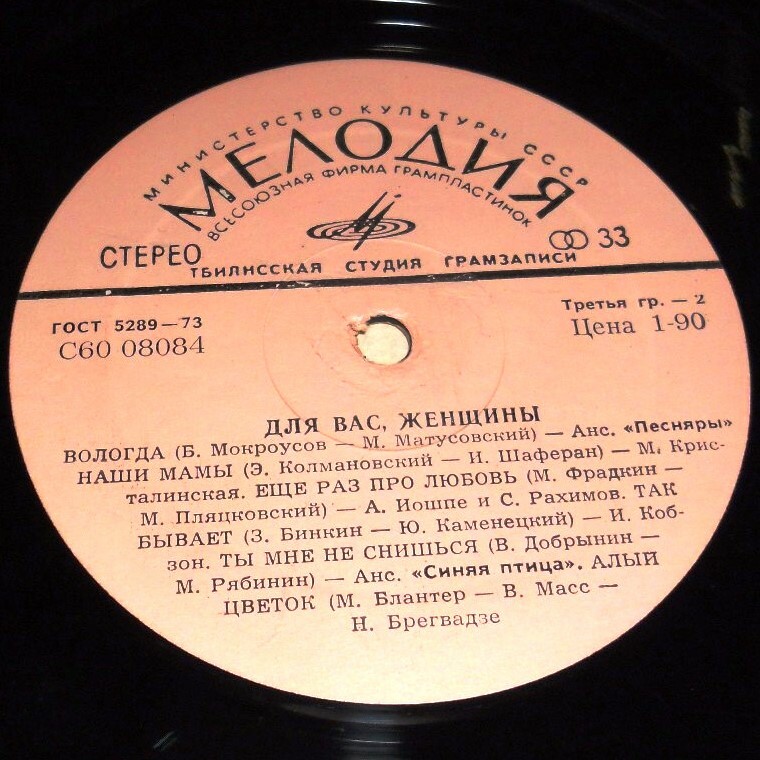 МИНИСТЕРСТВО КУЛЬТУРЫ СССР
МЕЛОДИЯ
ВСЕСОЮЗНАЯ ФИРМА ГРАМПЛАСТИНОК
СТЕРЕО
33
ТБИЛИССКАЯ СТУДИЯ ГРАМЗАПИСИ
ГОСТ 5289—73
С60 08084
Третья гр. — 2
Цена 1-90
ДЛЯ ВАС, ЖЕНЩИНЫ
ВОЛОГДА (Б. Мокроусов — М. Матусовский) — Анс. «Песняры»
НАШИ МАМЫ (Э. Колмановский — И. Шаферан) — М. Крис-
талинская. ЕЩЕ РАЗ ПРО ЛЮБОВЬ (М. Фрадкин —
М. Пляцковский) — А. Иошпе и С. Рахимов. ТАК
БЫВАЕТ (З. Бинкин — Ю. Каменецкий) — И. Коб-
зон. ТЫ МНЕ НЕ СНИШЬСЯ (В. Добрынин —
М. Рябинин) — Анс. «Синяя птица». АЛЫЙ
ЦВЕТОК (М. Блантер — В. Масс —
Н. Брегвадзе